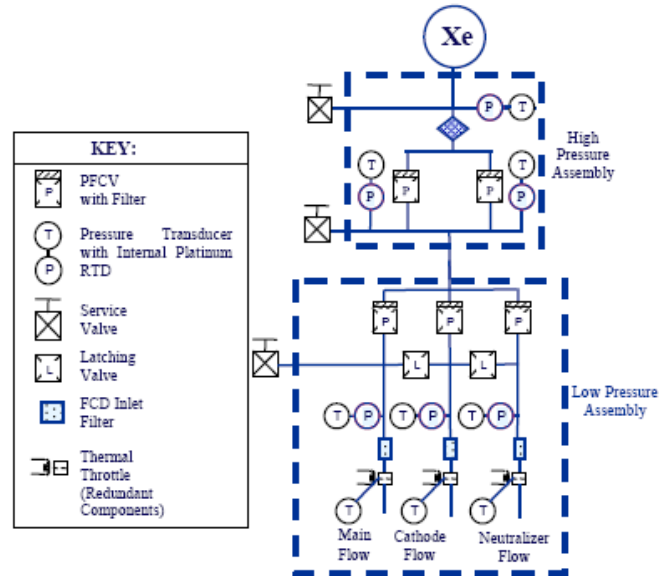 Xe
P T
High
Pressure
Assembly
T T
P P P P
KEY:
P
PFCV
with Filter
T
P
Pressure Transducer
with Internal Platinum
RTD
Service
Valve
L
Latching
Valve
FCD Inlet
Filter
Thermal
Throttle
(Redundant
Components)
P P P
L L
Low Pressure
Assembly
T P T P T P
T T T
Main
Flow
Cathode
Flow
Neutralizer
Flow